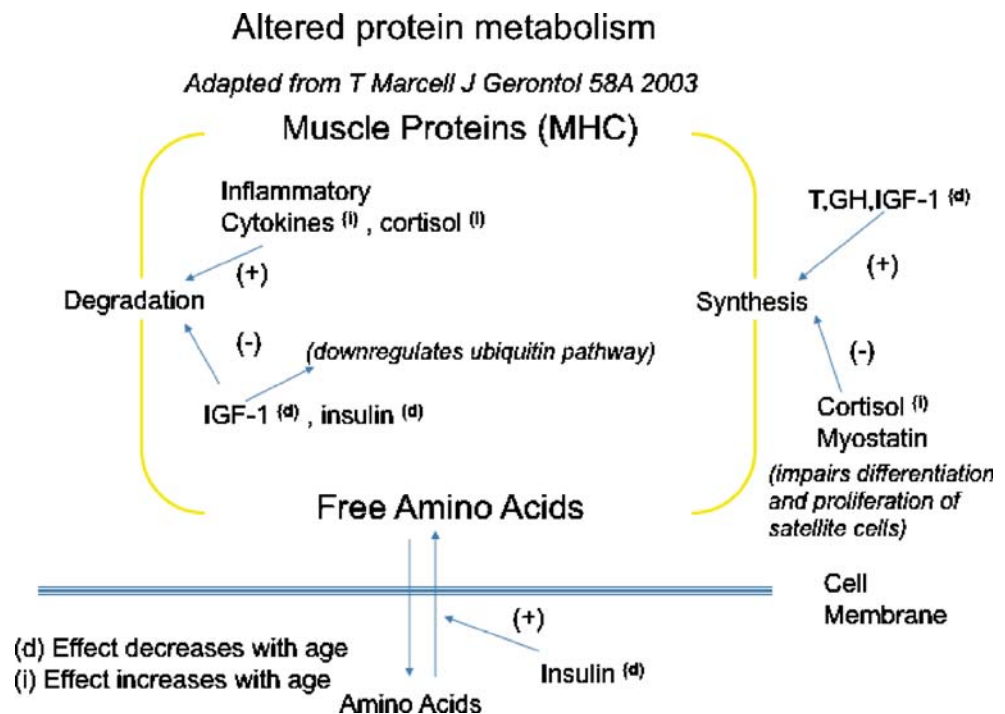 Altered protein metabolism
Adapted from T Marcell J Gerontol 58A 2003
Muscle Proteins (MHC)
Inflammatory
Cytokines (i) , cortisol (i)
(+)
Degradation
(-)
(downregulates ubiquitin pathway)
IGF-1 (d) , insulin (d)
T,GH,IGF-1 (d)
(+)
Synthesis
(-)
Cortisol (i)
Myostatin
(impairs differentiation
and proliferation of
satellite cells)
Free Amino Acids
Cell
Membrane
(+)
Insulin (d)
Amino Acids
(d) Effect decreases with age
(i) Effect increases with age